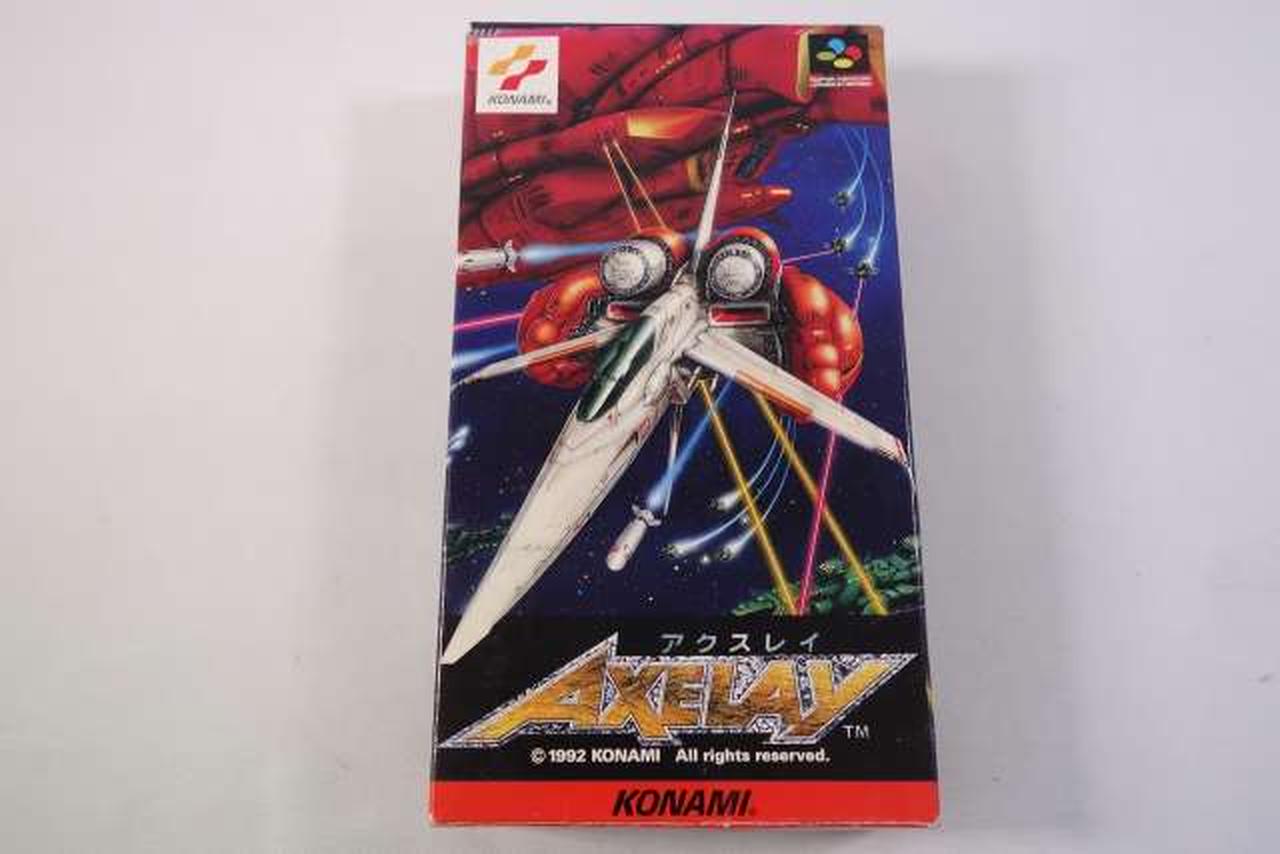 KONAMI®
アクスレイ
AXELAY
TM
© 1992 KONAMI All rights reserved.
KONAMI®